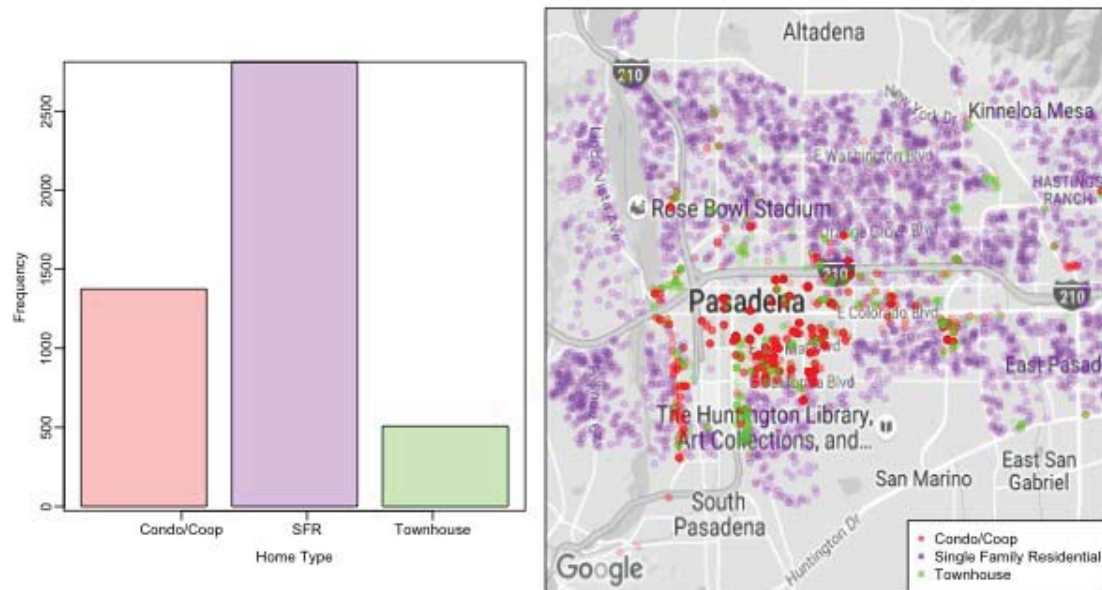 2500
2000
1500
1000
500
0
Frequency
Condo/Coop
SFR
Townhouse
Home Type
Altadena
210
New York Dr
Kinneloa Mesa
E Washington Blvd
HASTINGS
RANCH
Rose Bowl Stadium
Orange Grove Blvd
210
210
Pasadena
E Colorado Blvd
East Pasad
Blvd
The Huntington Library,
Art Collections, and...
San Marino
East San
Gabriel
South
Pasadena
Huntington Dr
Google
Condo/Coop
Single Family Residential
Townhouse